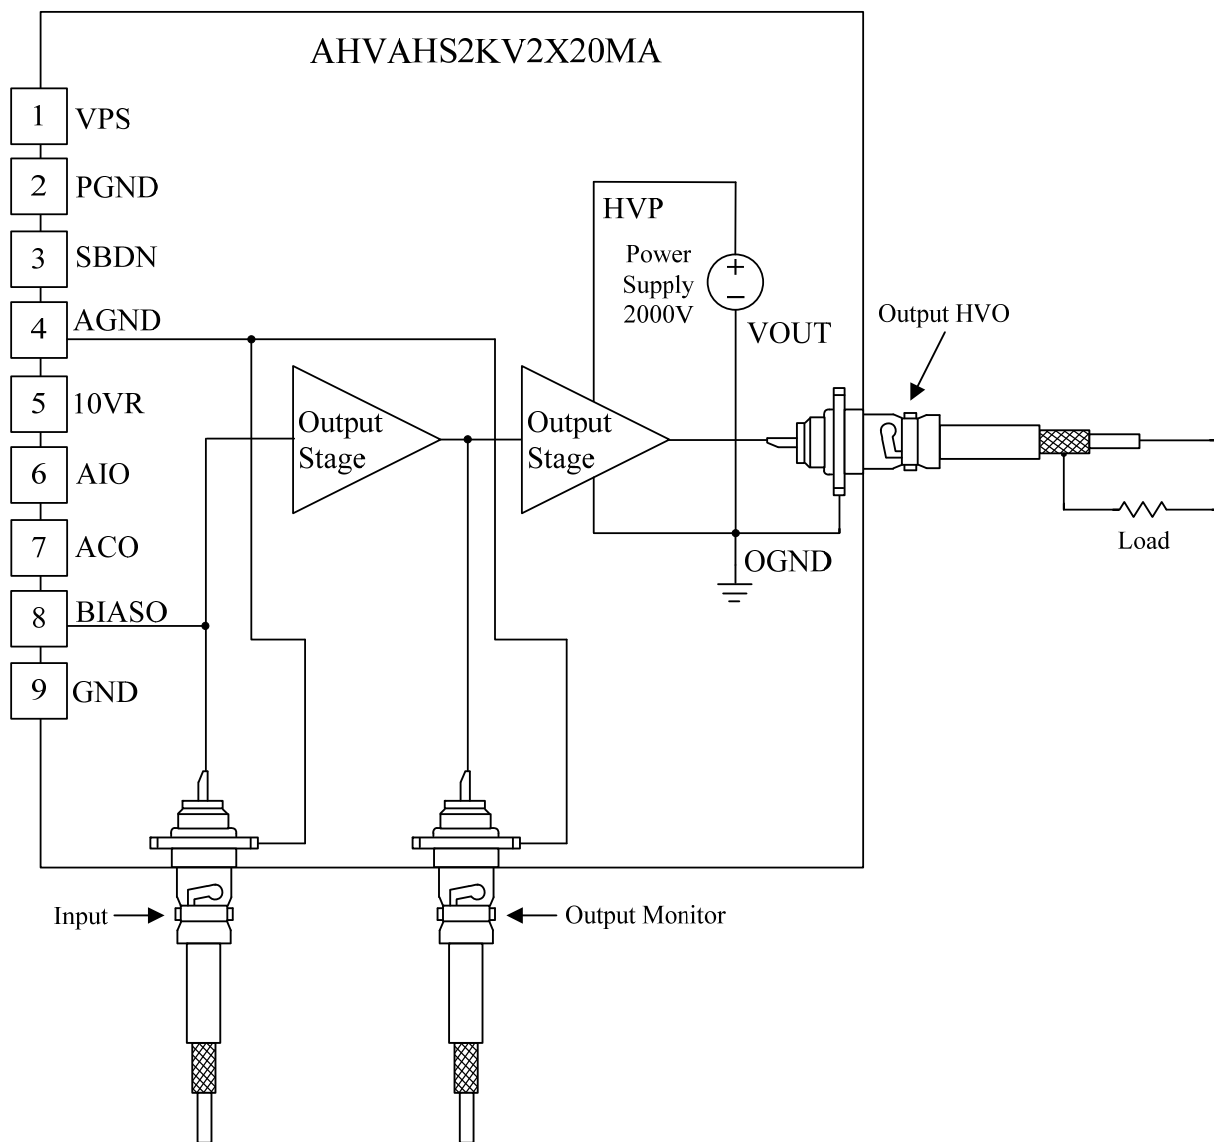 AHVAHS2KV2X20MA
1 VPS
2 PGND
3 SBDN
4 AGND
5 10VR
6 AIO
7 ACO
8 BIASO
9 GND
HVP
Power
Supply
2000V
+
−
VOUT
Output HVO
Output
Stage
Output
Stage
OGND
Load
Input
Output Monitor